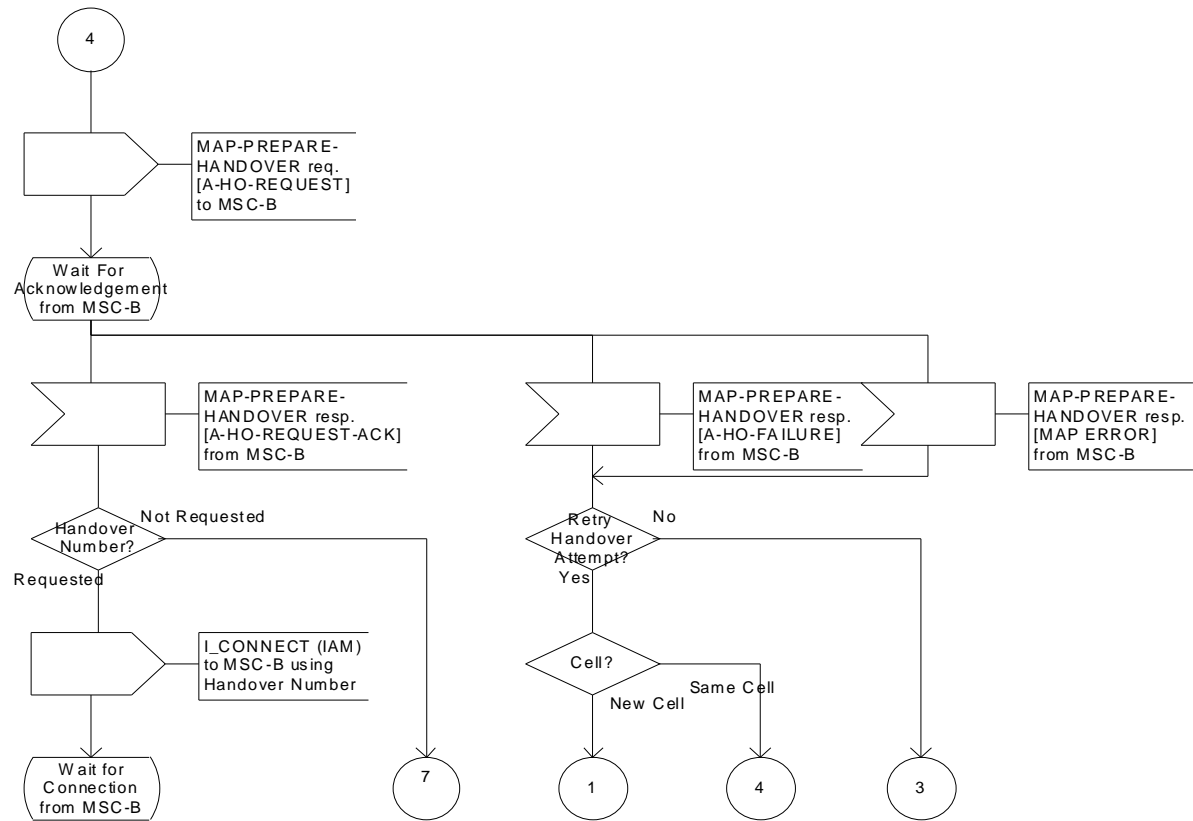 4
MAP-PREPARE-
HANDOVER req.
[A-HO-REQUEST]
to MSC-B
Wait For
Acknowledgement
from MSC-B
MAP-PREPARE-
HANDOVER resp.
[A-HO-REQUEST-ACK]
from MSC-B
MAP-PREPARE-
HANDOVER resp.
[A-HO-FAILURE]
from MSC-B
MAP-PREPARE-
HANDOVER resp.
[MAP ERROR]
from MSC-B
Handover
Number?
Not Requested
Requested
Retry
Handover
Attempt?
No
Yes
I_CONNECT (IAM)
to MSC-B using
Handover Number
Cell?
Same Cell
New Cell
Wait for
Connection
from MSC-B
7
1
4
3